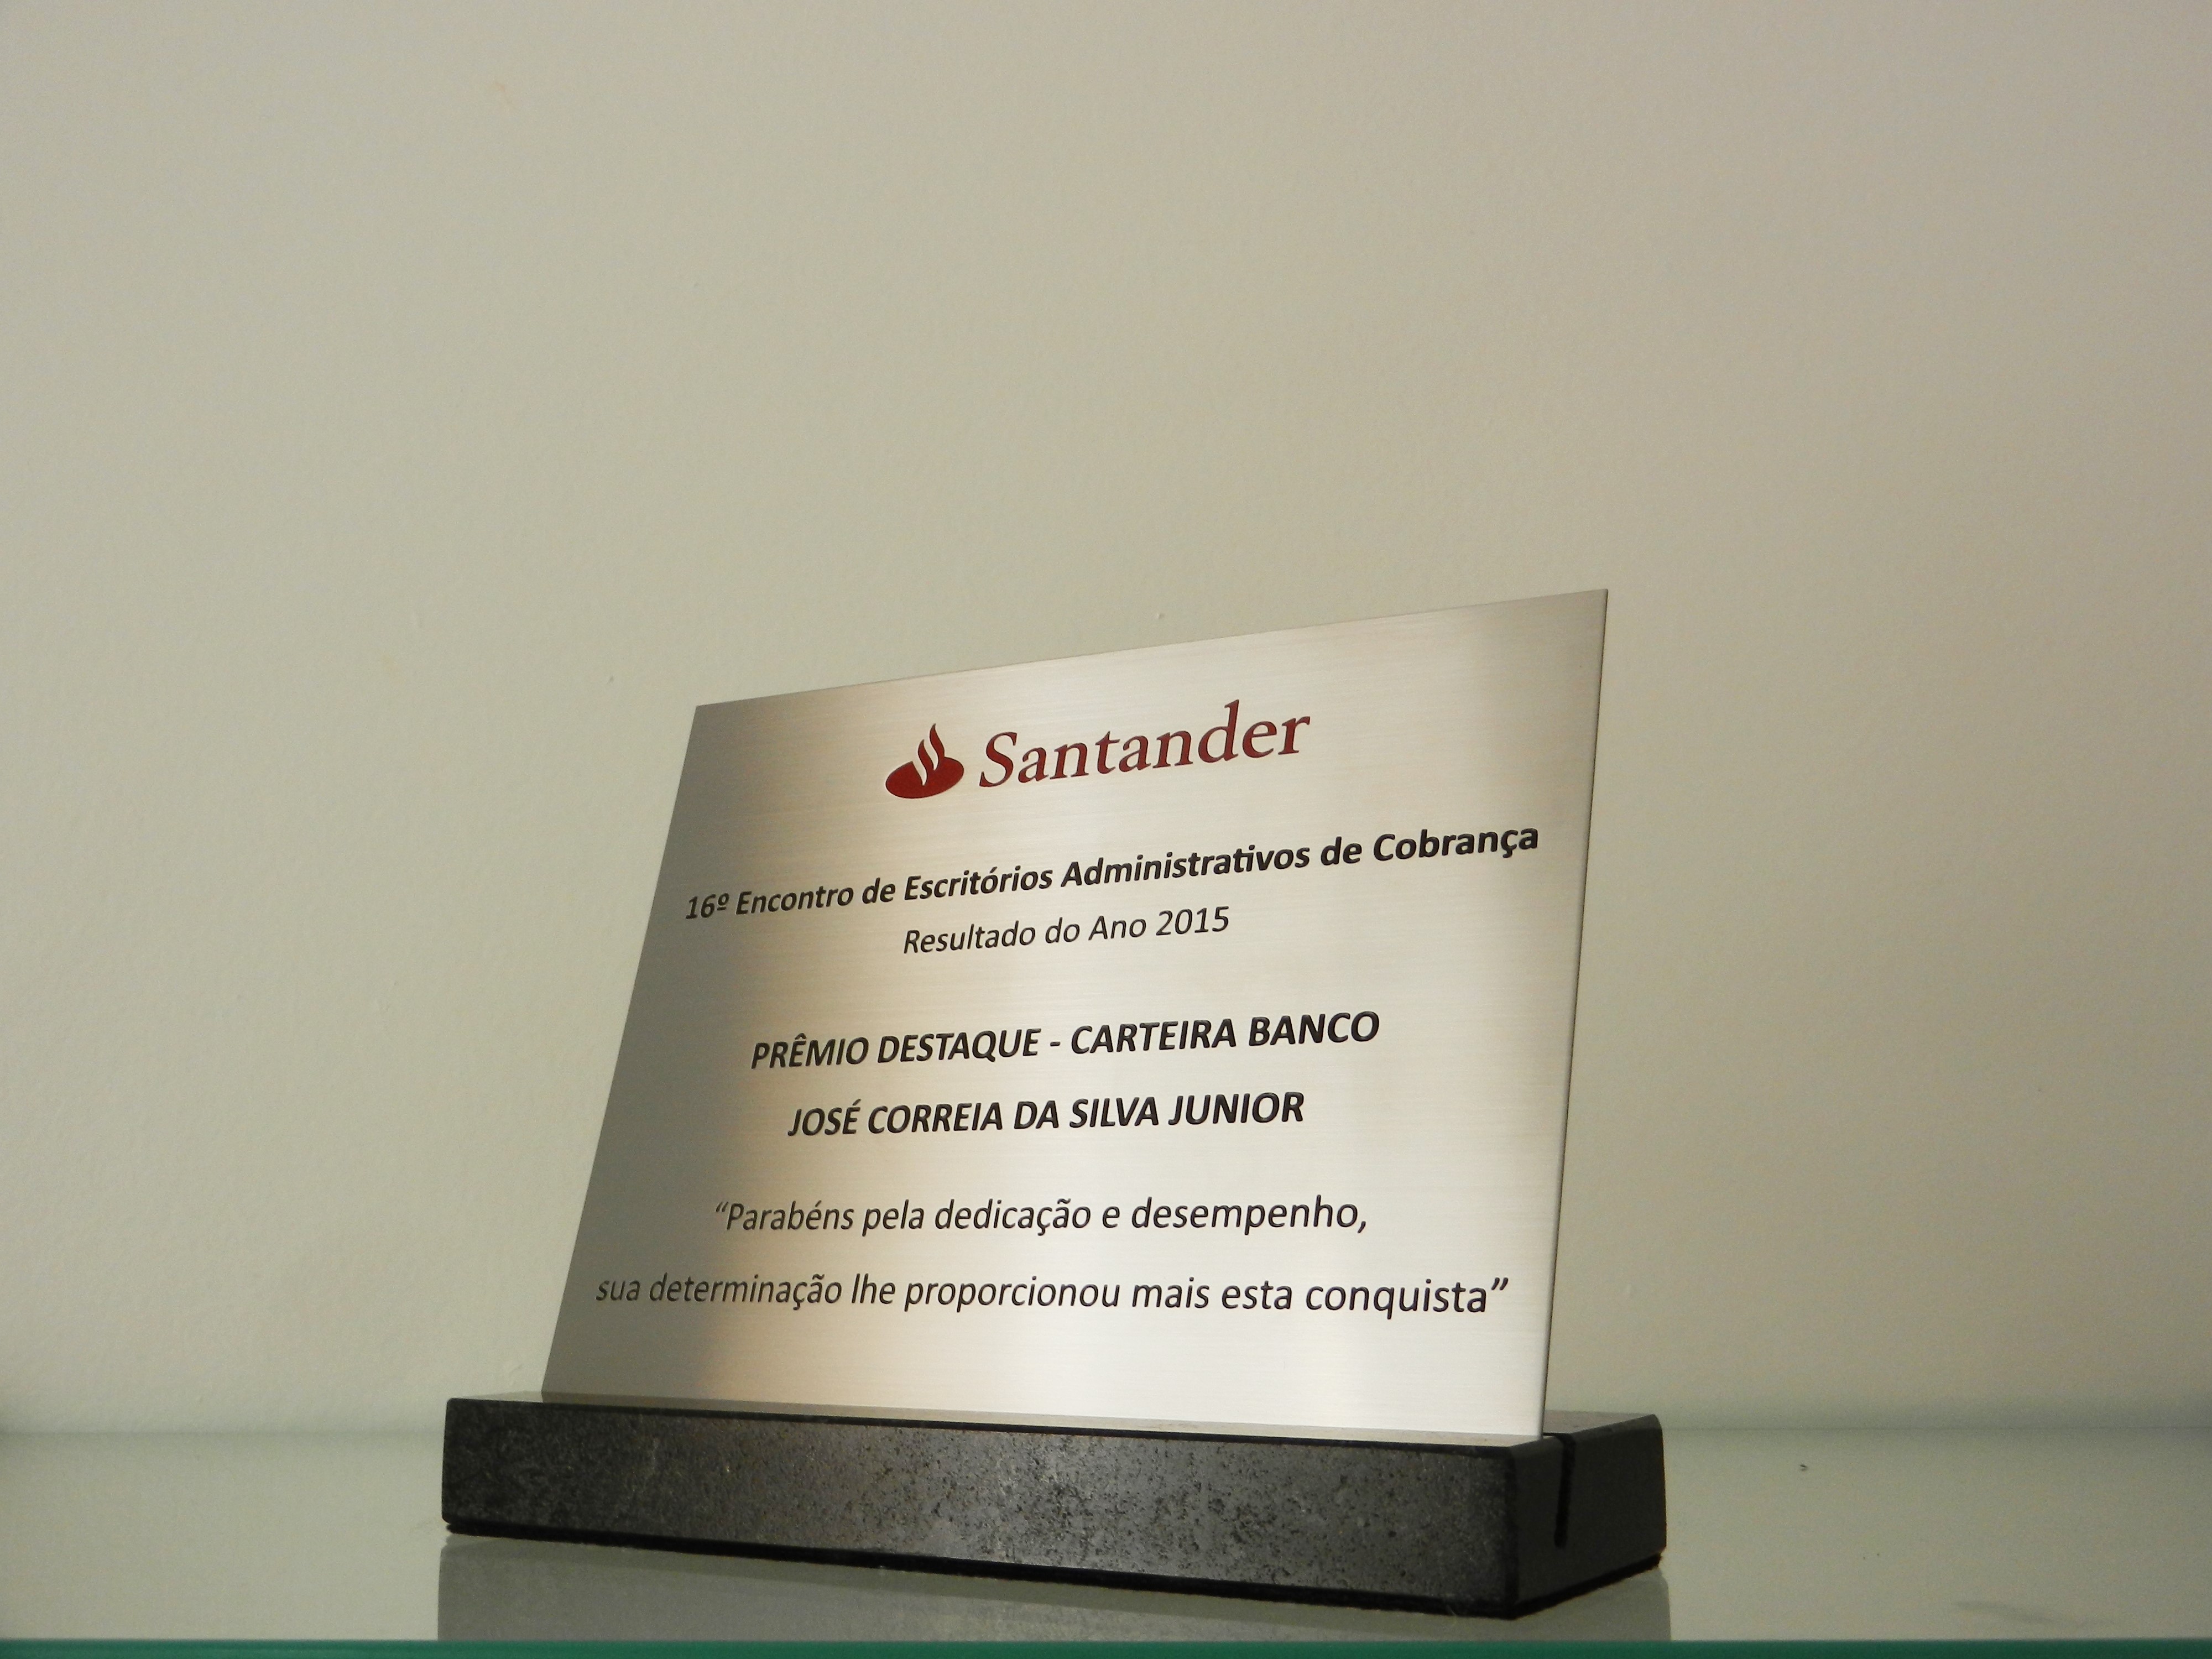 Santander
16º Encontro de Escritórios Administrativos de Cobrança
Resultado do Ano 2015
PRÊMIO DESTAQUE - CARTEIRA BANCO
JOSÉ CORREIA DA SILVA JUNIOR
“Parabéns pela dedicação e desempenho,
sua determinação lhe proporcionou mais esta conquista”